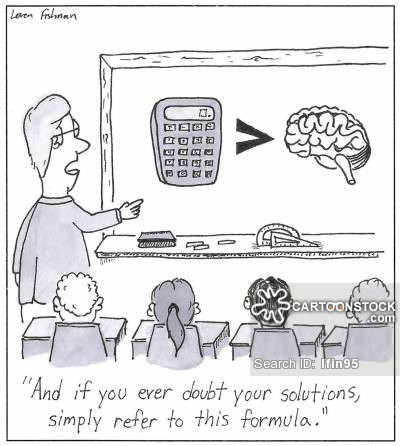 Loren Fishman
0.
>
CARTOONSTOCK
.com
Search ID: lfin95
"And if you ever doubt your solutions,
simply refer to this formula."